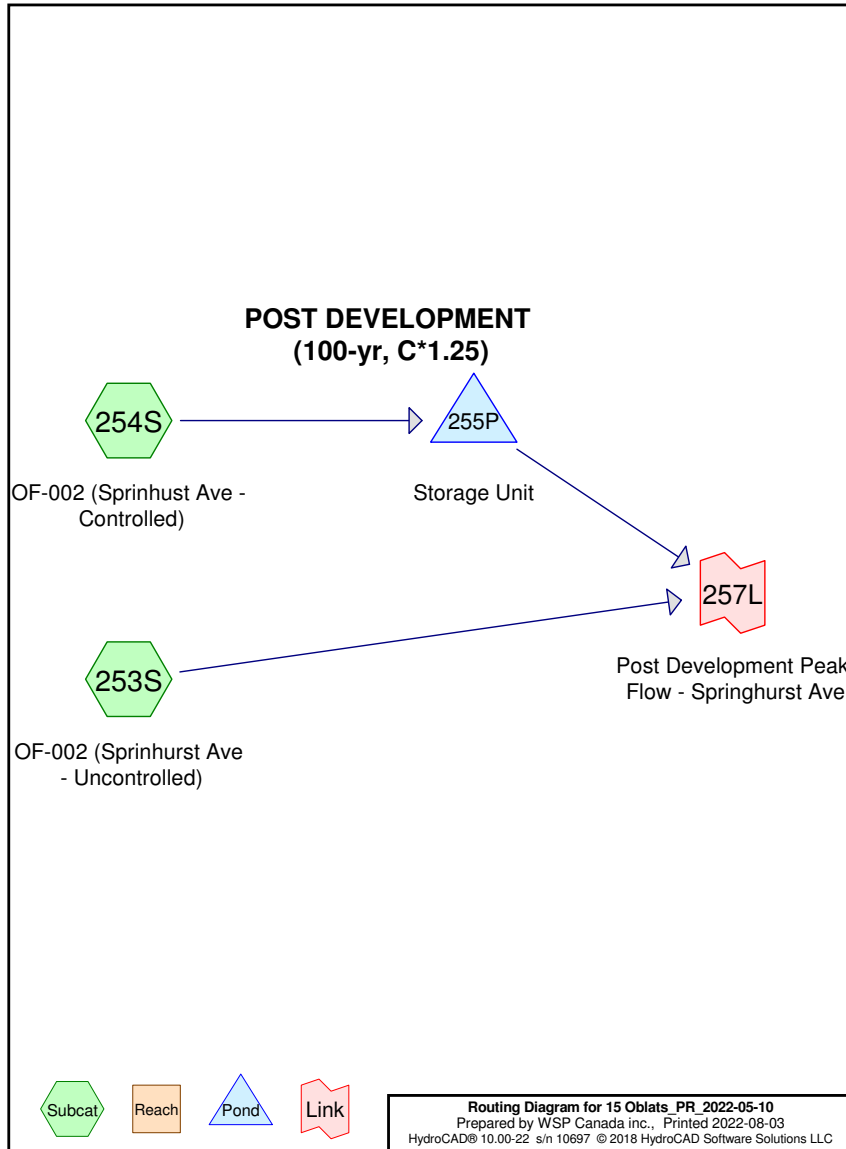 POST DEVELOPMENT
(100-yr, C*1.25)
254S
255P
OF-002 (Sprinhust Ave -
Controlled)
Storage Unit
257L
Post Development Peak
Flow - Springhurst Ave
253S
OF-002 (Sprinhurst Ave
- Uncontrolled)
Subcat
Reach
Pond
Link
Routing Diagram for 15 Oblats_PR_2022-05-10
Prepared by WSP Canada inc., Printed 2022-08-03
HydroCAD® 10.00-22 s/n 10697 © 2018 HydroCAD Software Solutions LLC